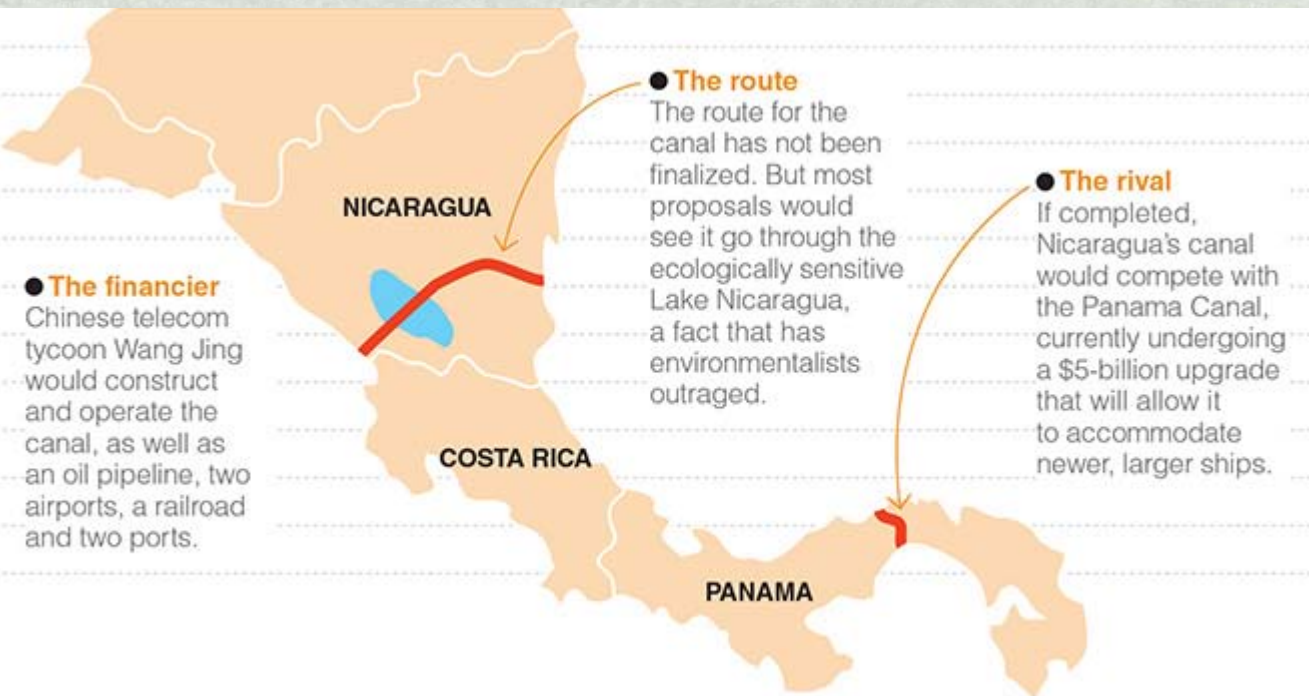 ● The route
The route for the
canal has not been
finalized. But most
proposals would
see it go through the
ecologically sensitive
Lake Nicaragua,
a fact that has
environmentalists
outraged.
● The rival
If completed,
Nicaragua's canal
would compete with
the Panama Canal,
currently undergoing
a $5-billion upgrade
that will allow it
to accommodate
newer, larger ships.
NICARAGUA
● The financier
Chinese telecom
tycoon Wang Jing
would construct
and operate the
canal, as well as
an oil pipeline, two
airports, a railroad
and two ports.
COSTA RICA
PANAMA